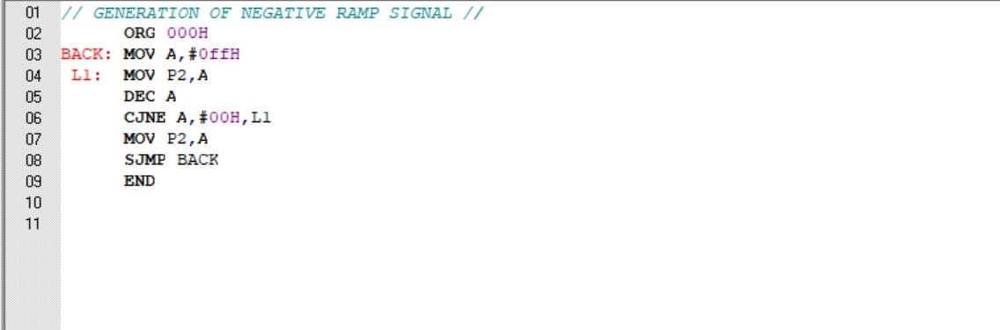 01 // GENERATION OF NEGATIVE RAMP SIGNAL //
02 ORG 000H
03 BACK: MOV A,#0ffH
04 L1: MOV P2,A
05 DEC A
06 CJNE A,#00H,L1
07 MOV P2,A
08 SJMP BACK
09 END
10
11